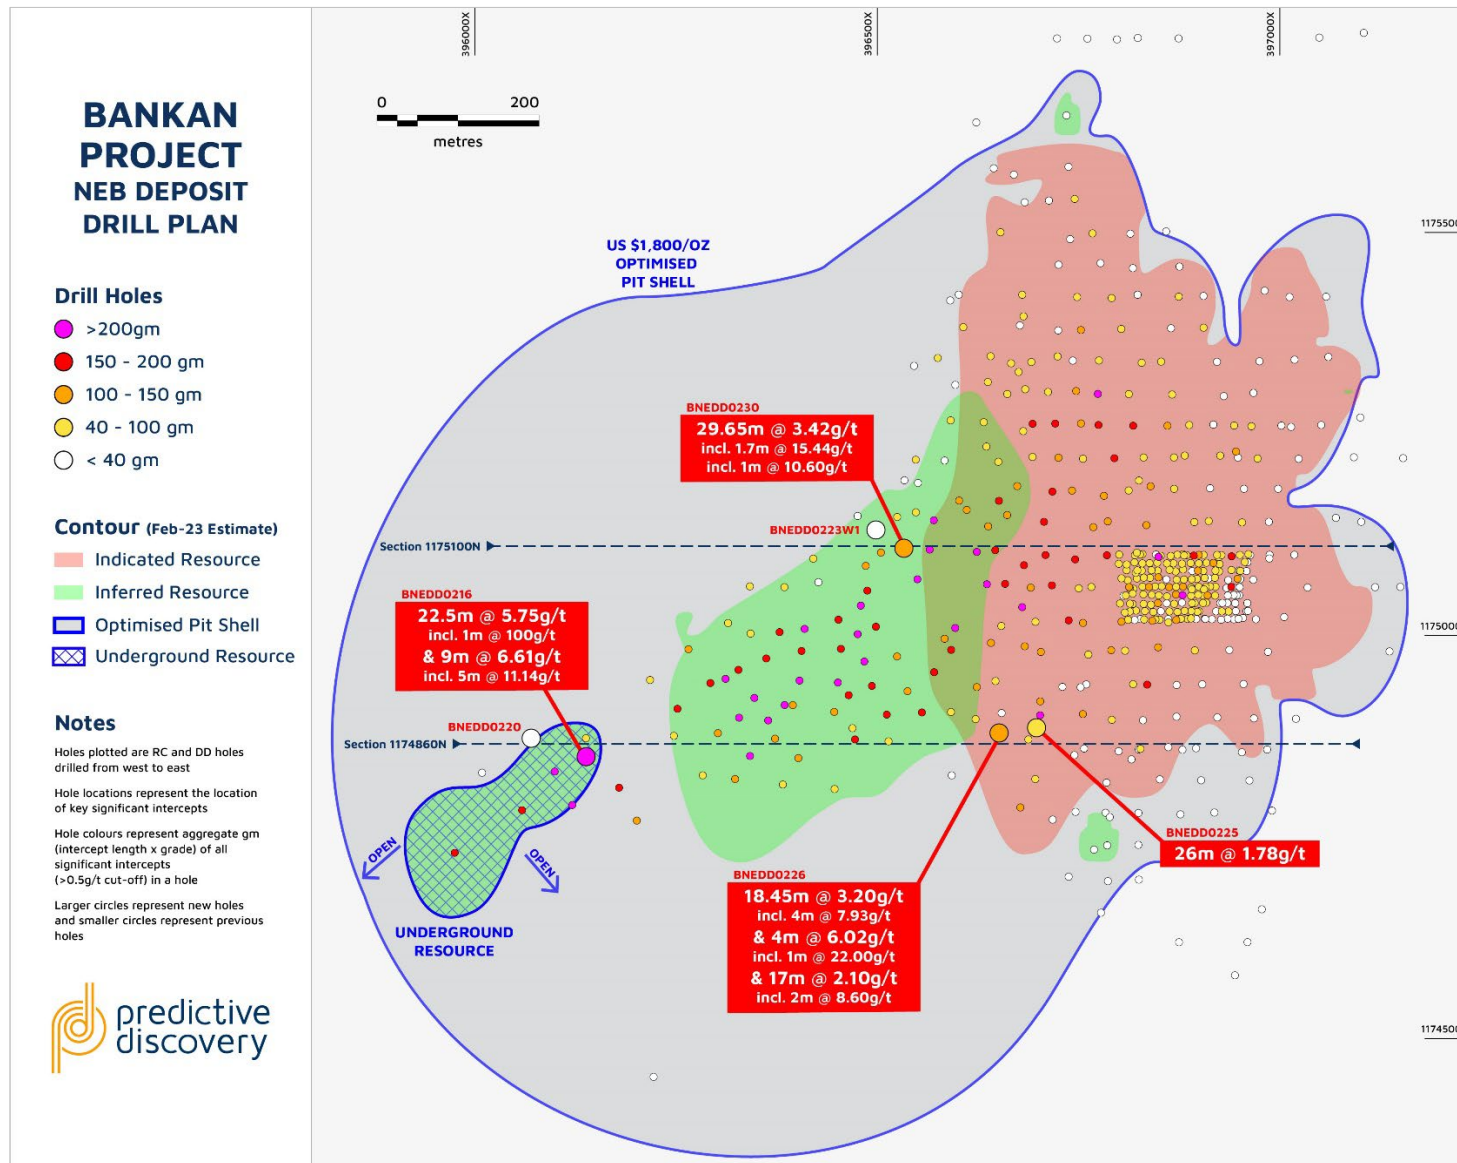 BANKAN
PROJECT
NEB DEPOSIT
DRILL PLAN
Drill Holes
>200gm
150 - 200 gm
100 - 150 gm
40 - 100 gm
< 40 gm
Contour (Feb-23 Estimate)
Indicated Resource
Inferred Resource
Optimised Pit Shell
Underground Resource
Notes
Holes plotted are RC and DD holes
drilled from west to east
Hole locations represent the location
of key significant intercepts
Hole colours represent aggregate gm
(intercept length x grade) of all
significant intercepts
(>0.5g/t cut-off) in a hole
Larger circles represent new holes
and smaller circles represent previous
holes
predictive
discovery
396000X
396500X
397000X
0 200
metres
US $1,800/OZ
OPTIMISED
PIT SHELL
117550
BNEDD0230
29.65m @ 3.42g/t
incl. 1.7m @ 15.44g/t
incl. 1m @ 10.60g/t
BNEDD0223W1
Section 1175100N
BNEDD0216
22.5m @ 5.75g/t
incl. 1m @ 100g/t
& 9m @ 6.61g/t
incl. 5m @ 11.14g/t
117500
BNEDD0220
Section 1174860N
OPEN
OPEN
UNDERGROUND
RESOURCE
BNEDD0225
26m @ 1.78g/t
BNEDD0226
18.45m @ 3.20g/t
incl. 4m @ 7.93g/t
& 4m @ 6.02g/t
incl. 1m @ 22.00g/t
& 17m @ 2.10g/t
incl. 2m @ 8.60g/t
117450